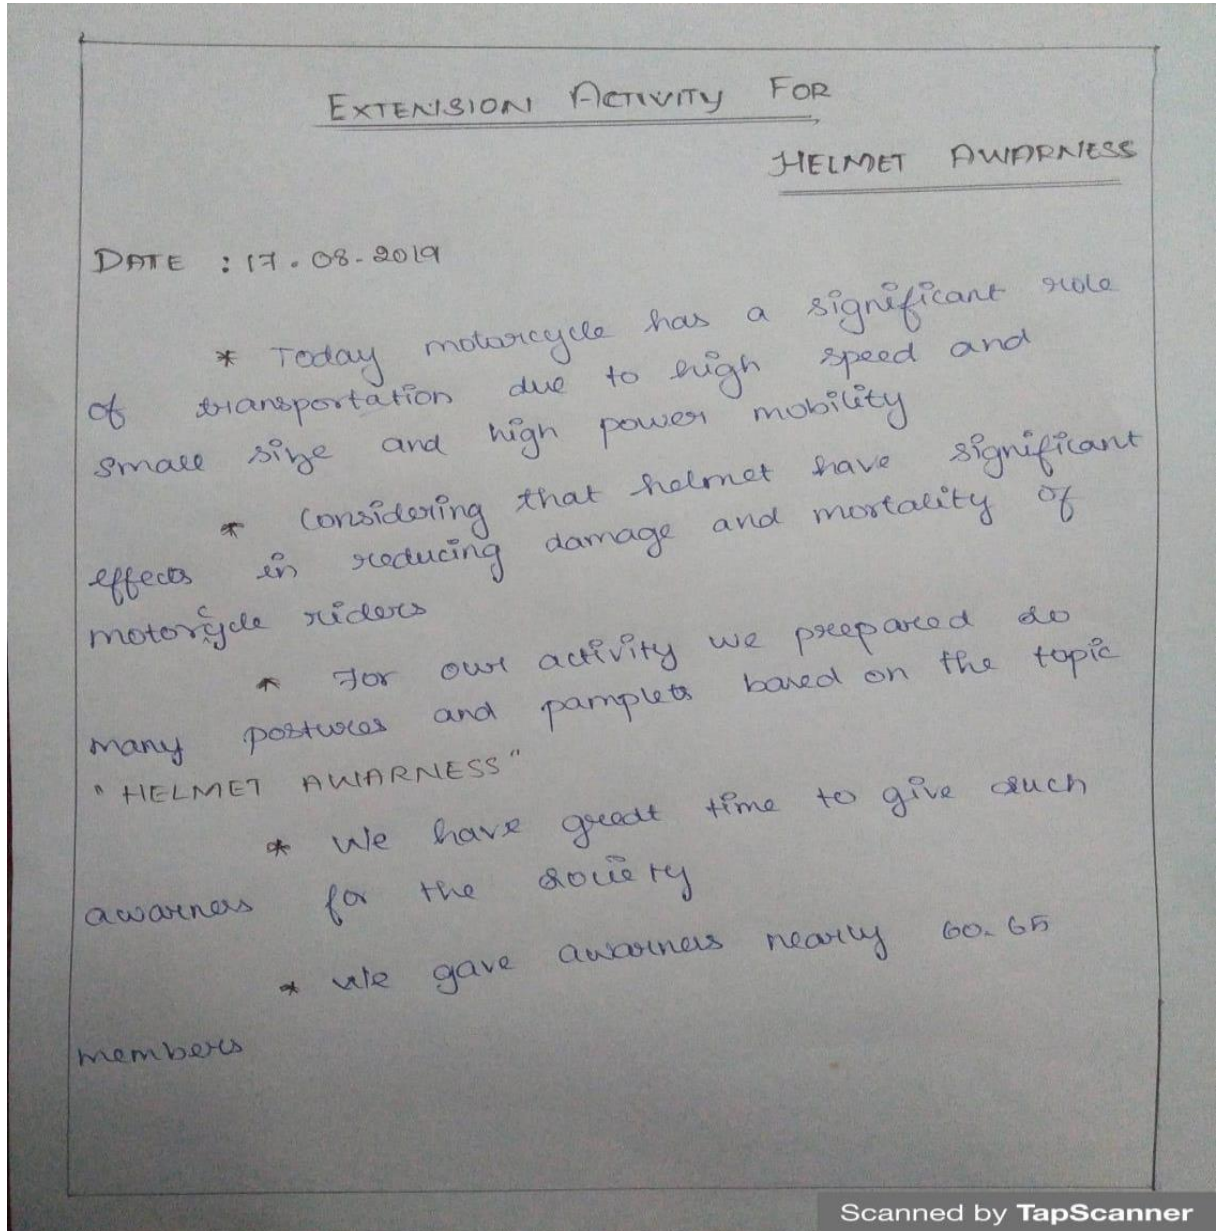 EXTENSION ACTIVITY FOR
HELMET AWARNESS
DATE : 17.08.2019
* Today motorcycle has a significant role
of transportation due to high speed and
small size and high power mobility
* Considering that helmet have significant
effects in reducing damage and mortality of
motorcycle riders
* For our activity we prepared so
many postures and pamplets based on the topic
"HELMET AWARNESS"
* We have great time to give such
awarness for the society
* We gave awarness nearly 60-65
members
Scanned by TapScanner